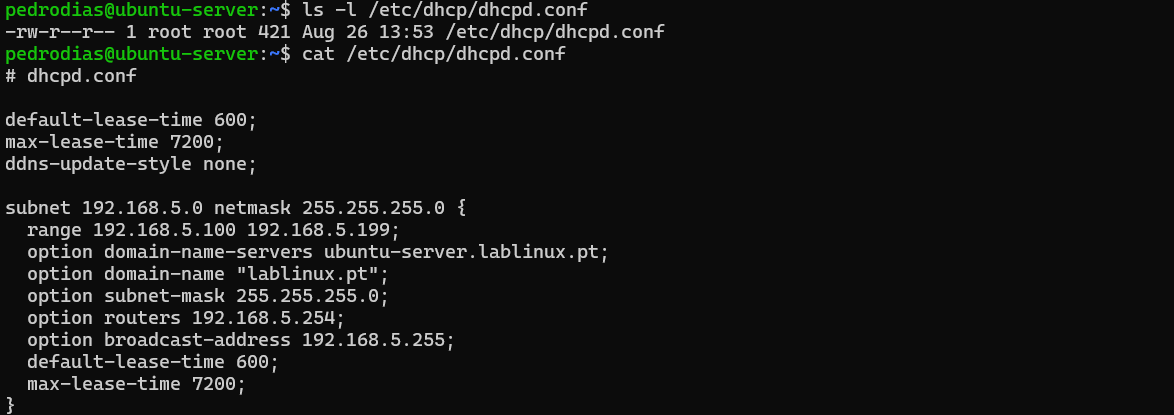 pedrodias@ubuntu-server:~$ ls -l /etc/dhcp/dhcpd.conf
-rw-r--r-- 1 root root 421 Aug 26 13:53 /etc/dhcp/dhcpd.conf
pedrodias@ubuntu-server:~$ cat /etc/dhcp/dhcpd.conf
# dhcpd.conf

default-lease-time 600;
max-lease-time 7200;
ddns-update-style none;

subnet 192.168.5.0 netmask 255.255.255.0 {
  range 192.168.5.100 192.168.5.199;
  option domain-name-servers ubuntu-server.lablinux.pt;
  option domain-name "lablinux.pt";
  option subnet-mask 255.255.255.0;
  option routers 192.168.5.254;
  option broadcast-address 192.168.5.255;
  default-lease-time 600;
  max-lease-time 7200;
}